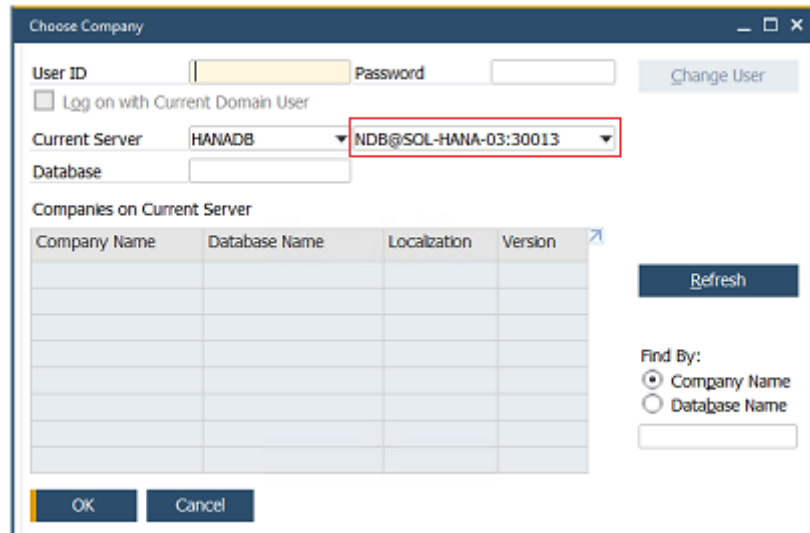 Choose Company
User ID Password Change User
Log on with Current Domain User
Current Server HANADB NDB@SOL-HANA-03:30013
Database
Companies on Current Server
Company Name Database Name Localization Version
Refresh
Find By:
Company Name
Database Name
OK Cancel